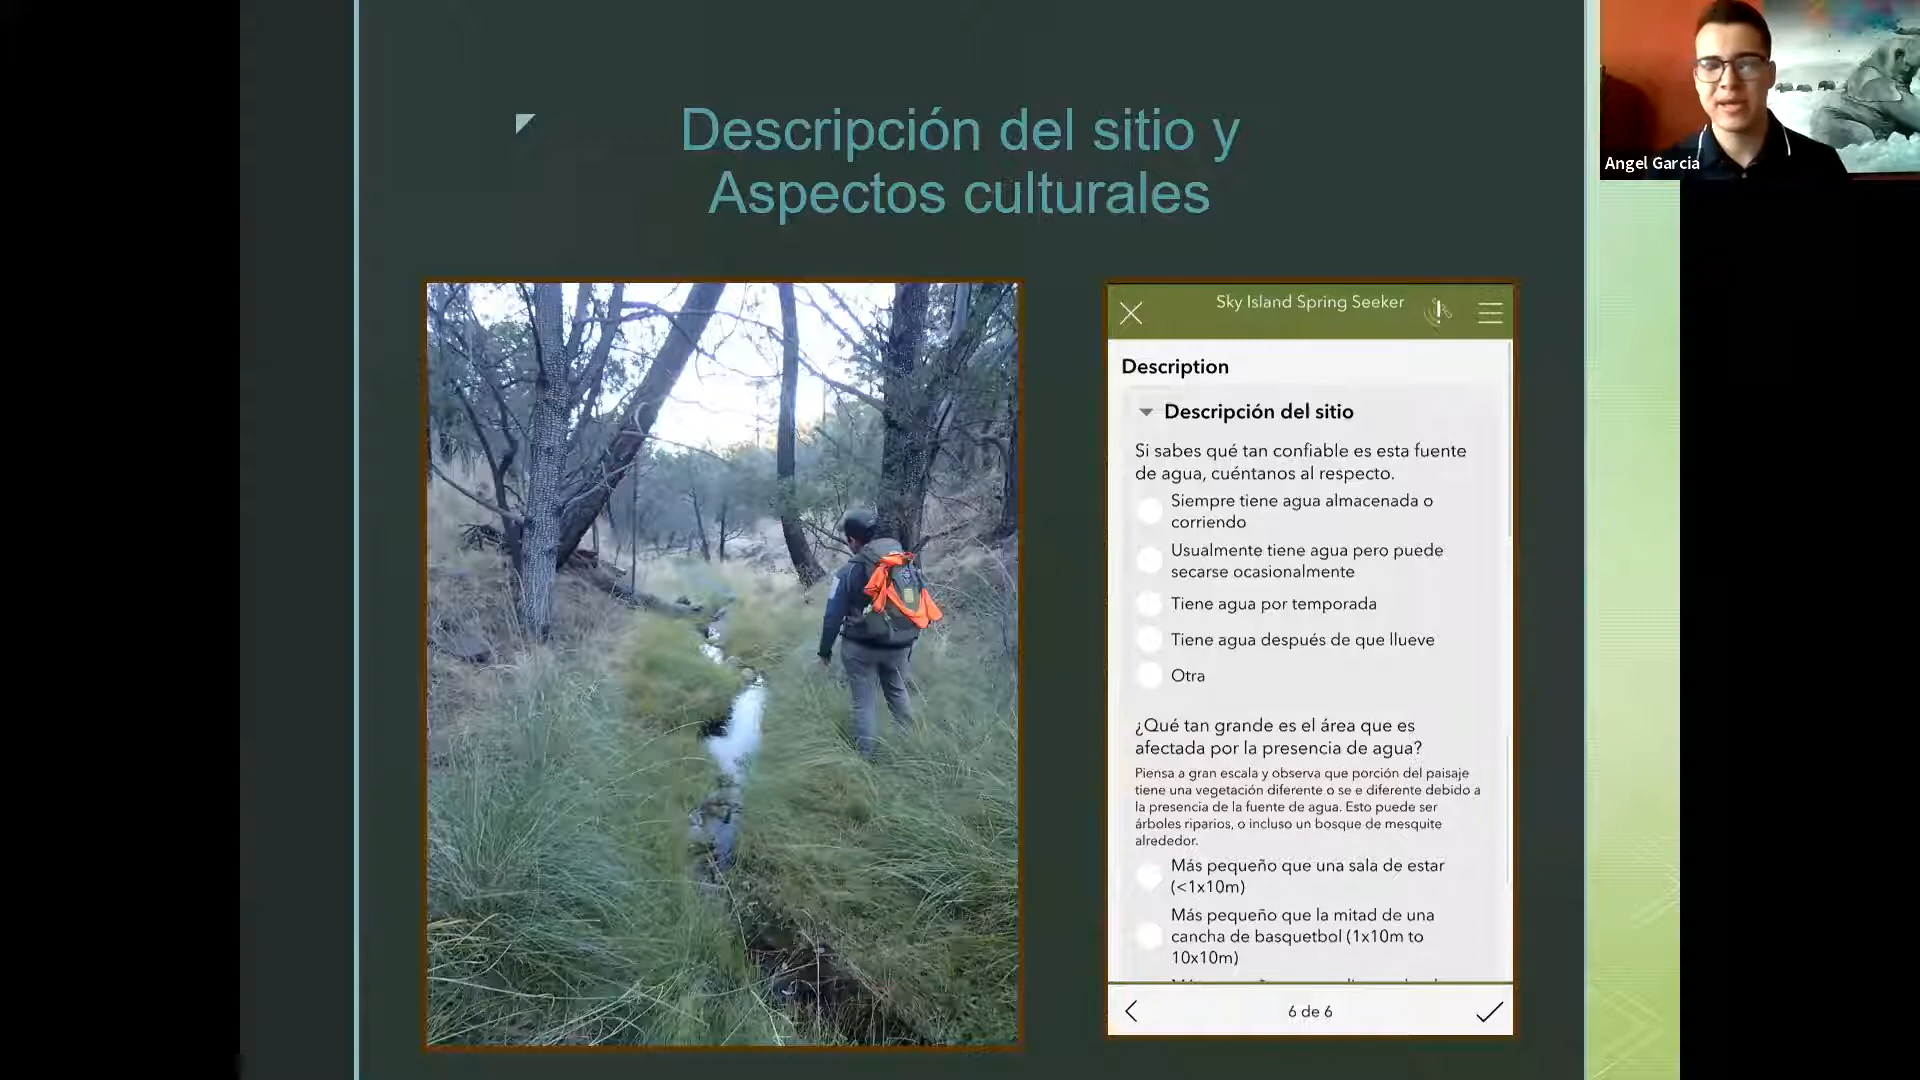 Descripción del sitio y
Aspectos culturales
Angel Garcia
Sky Island Spring Seeker
Description
Descripción del sitio
Si sabes qué tan confiable es esta fuente
de agua, cuéntanos al respecto.
Siempre tiene agua almacenada o
corriendo
Usualmente tiene agua pero puede
secarse ocasionalmente
Tiene agua por temporada
Tiene agua después de que llueve
Otra
¿Qué tan grande es el área que es
afectada por la presencia de agua?
Piensa a gran escala y observa que porción del paisaje
tiene una vegetación diferente o se e diferente debido a
la presencia de la fuente de agua. Esto puede ser
árboles riparios, o incluso un bosque de mesquite
alrededor.
Más pequeño que una sala de estar
(<1x10m)
Más pequeño que la mitad de una
cancha de basquetbol (1x10m to
10x10m)
6 de 6